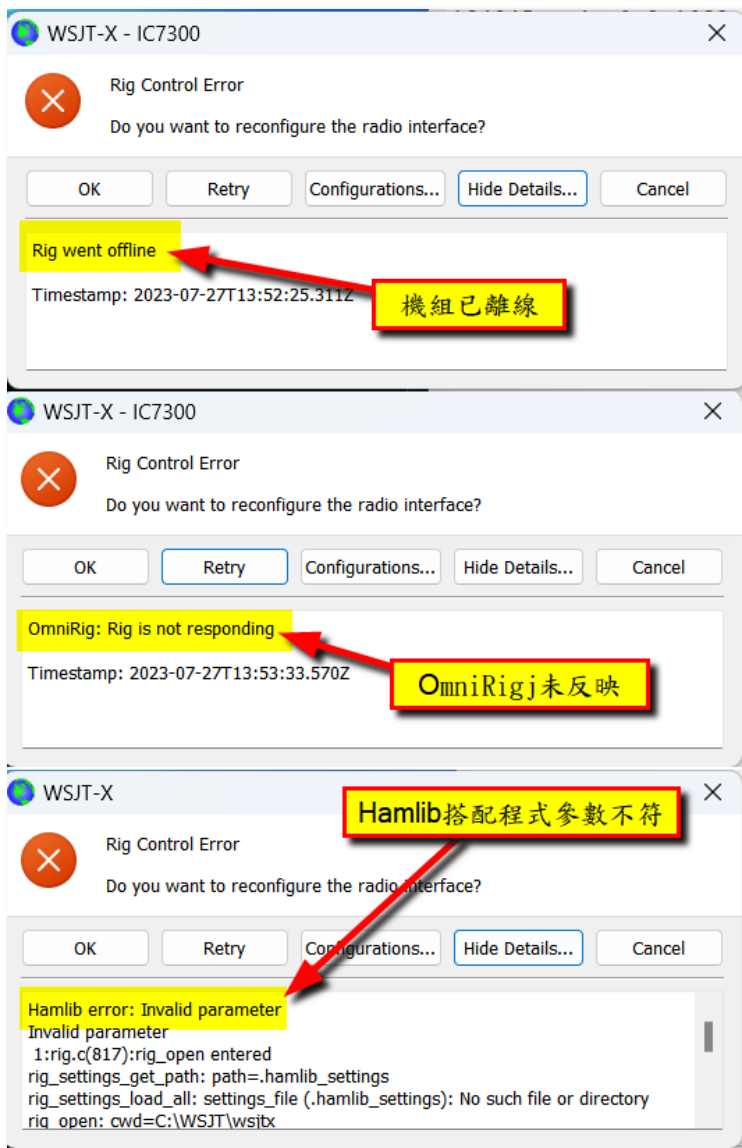 WSJT-X - IC7300
Rig Control Error
Do you want to reconfigure the radio interface?
OK Retry Configurations... Hide Details... Cancel
Rig went offline
Timestamp: 2023-07-27T13:52:25.311Z
機組已離線
WSJT-X - IC7300
Rig Control Error
Do you want to reconfigure the radio interface?
OK Retry Configurations... Hide Details... Cancel
OmniRig: Rig is not responding
Timestamp: 2023-07-27T13:53:33.570Z
OmniRigj未反映
WSJT-X
Hamlib搭配程式參數不符
Rig Control Error
Do you want to reconfigure the radio interface?
OK Retry Configurations... Hide Details... Cancel
Hamlib error: Invalid parameter
Invalid parameter
1:rig.c(817):rig_open entered
rig_settings_get_path: path=.hamlib_settings
rig_settings_load_all: settings_file (.hamlib_settings): No such file or directory
rig_open: cwd=C:\WSJT\wsjtx